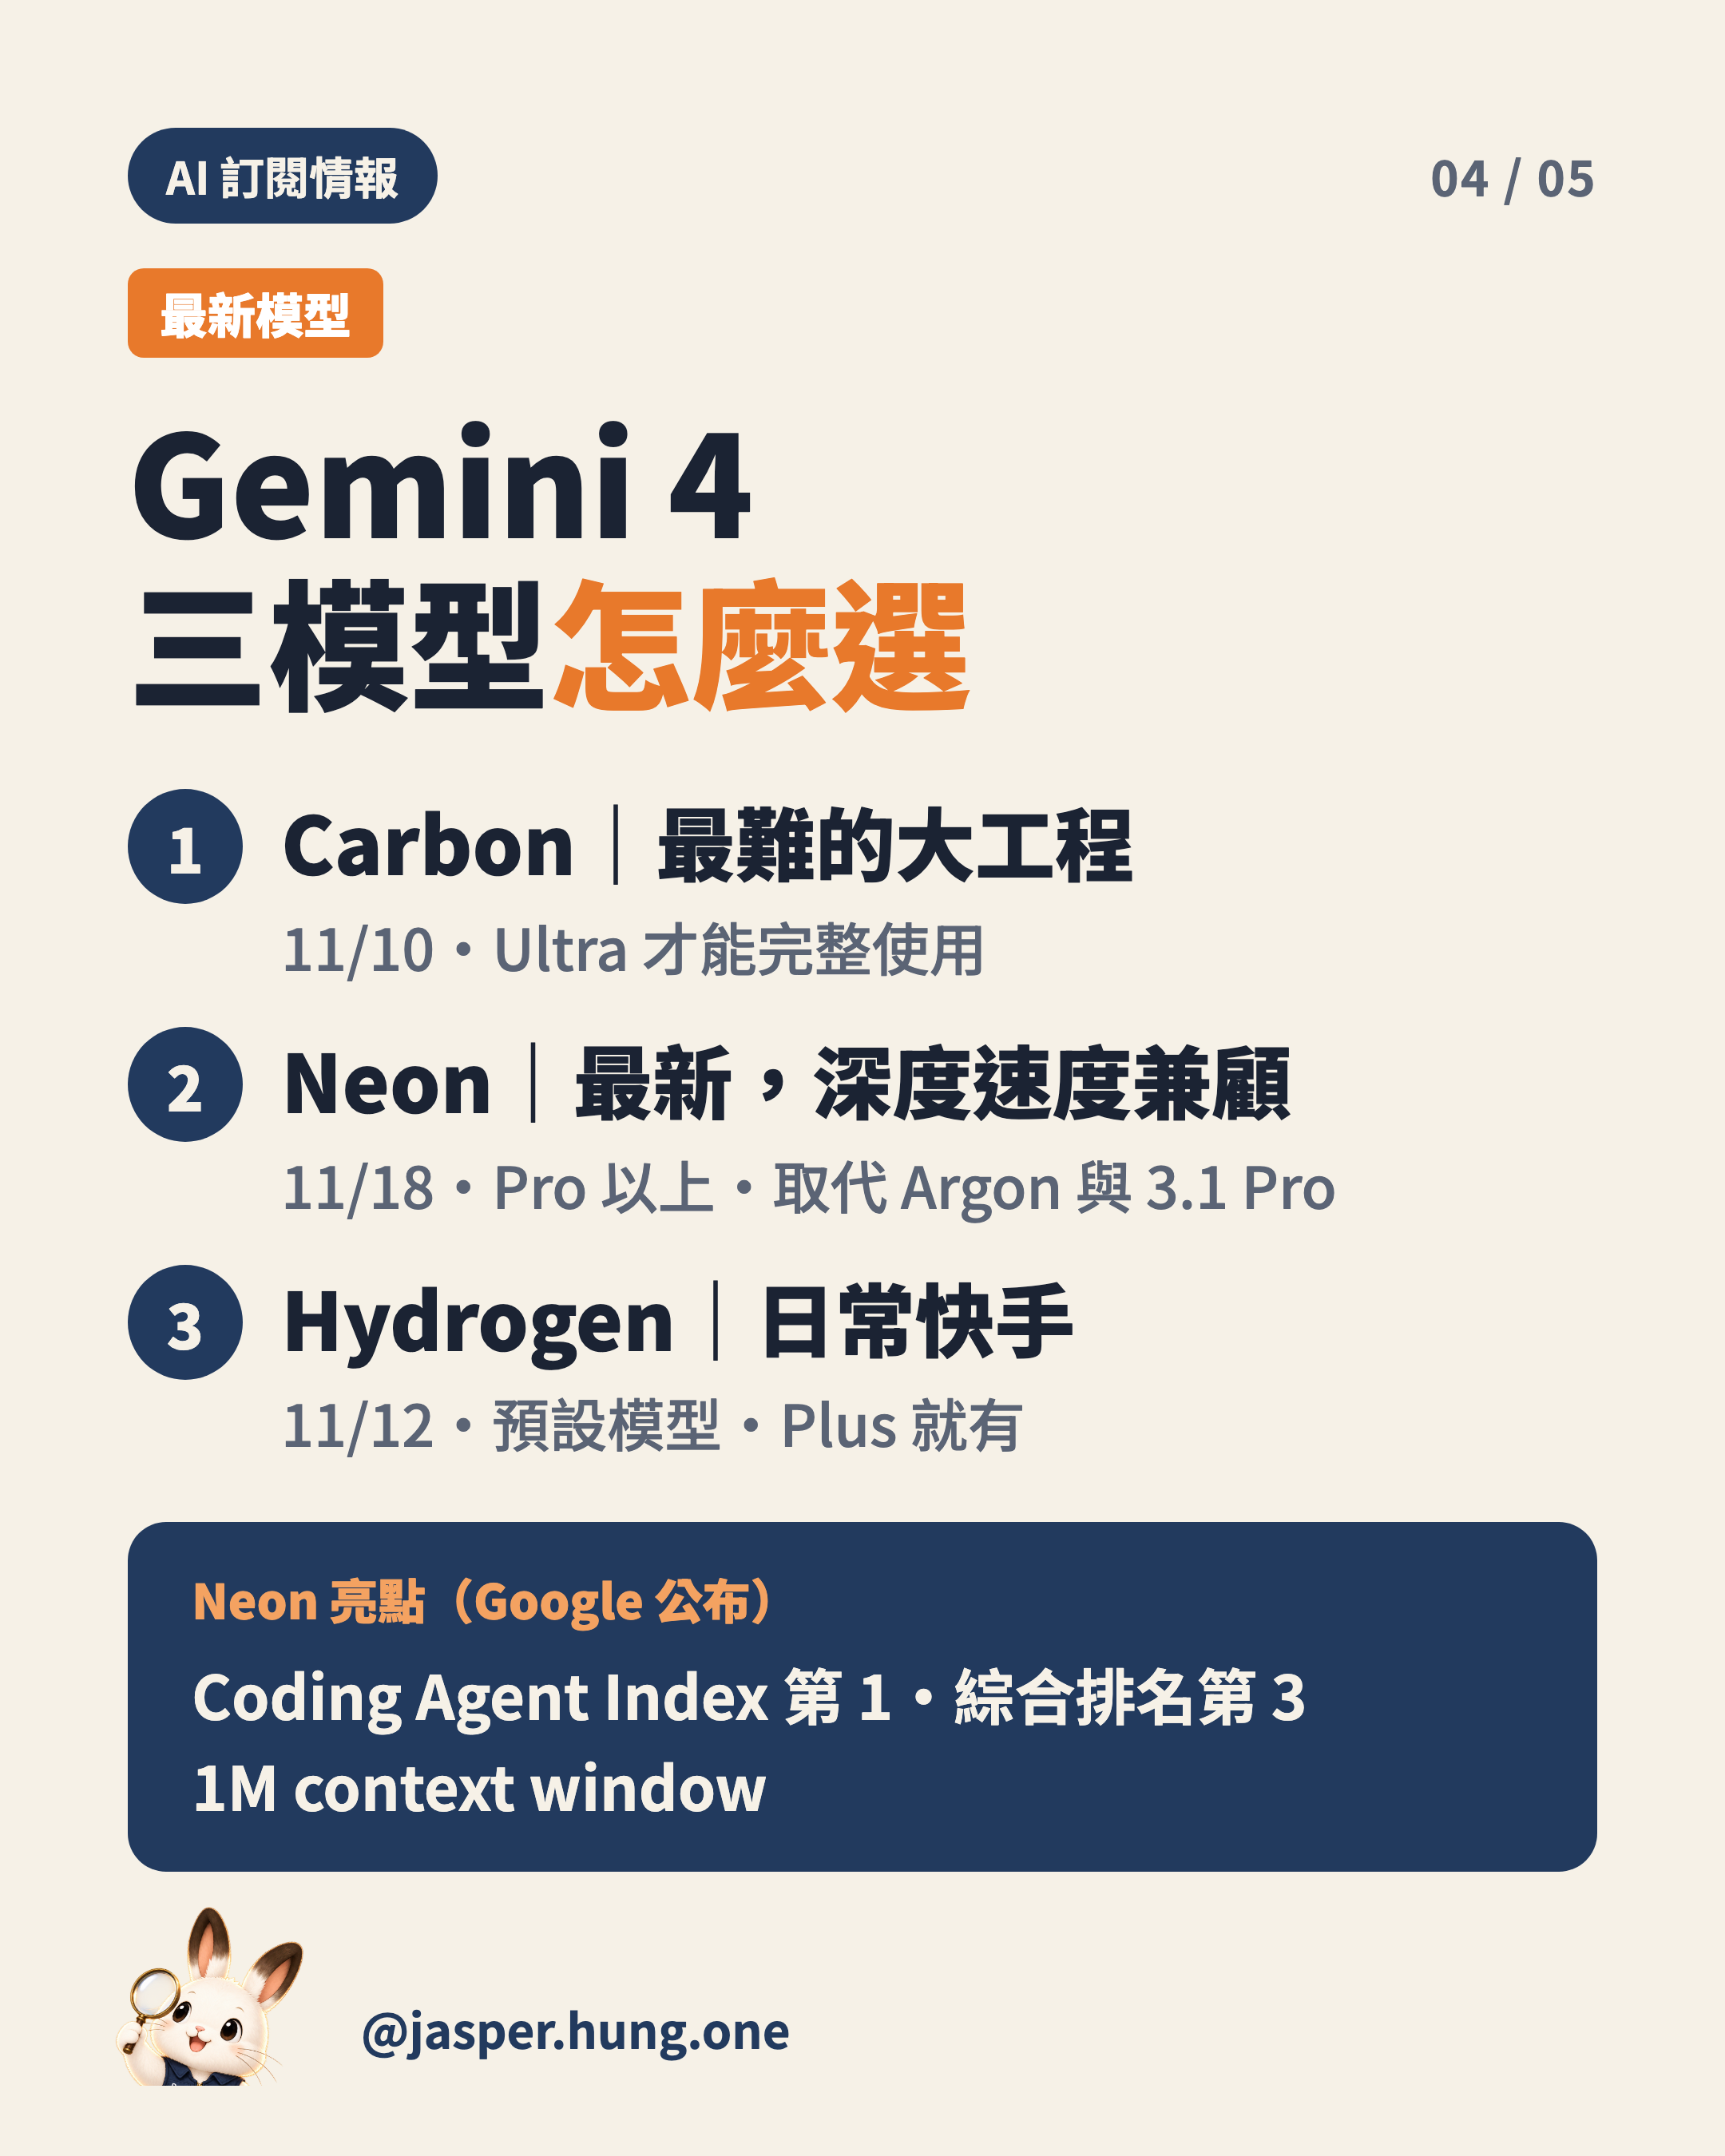 AI 訂閱情報
04 / 05
最新模型
Gemini 4
三模型怎麼選
1
Carbon｜最難的大工程
11/10・Ultra 才能完整使用
2
Neon｜最新，深度速度兼顧
11/18・Pro 以上・取代 Argon 與 3.1 Pro
3
Hydrogen｜日常快手
11/12・預設模型・Plus 就有
Neon 亮點（Google 公布）
Coding Agent Index 第 1・綜合排名第 3
1M context window
@jasper.hung.one